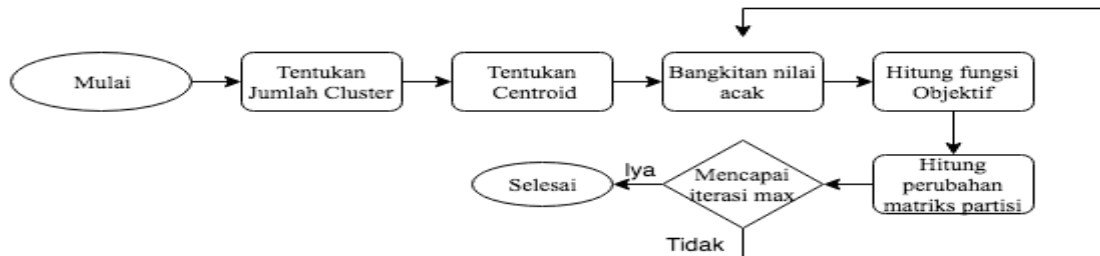 Mulai
Tentukan
Jumlah Cluster
Tentukan
Centroid
Bangkitan nilai
acak
Hitung fungsi
Objektif
Hitung
perubahan
matriks partisi
Mencapai
iterasi max
Iya
Selesai
Tidak